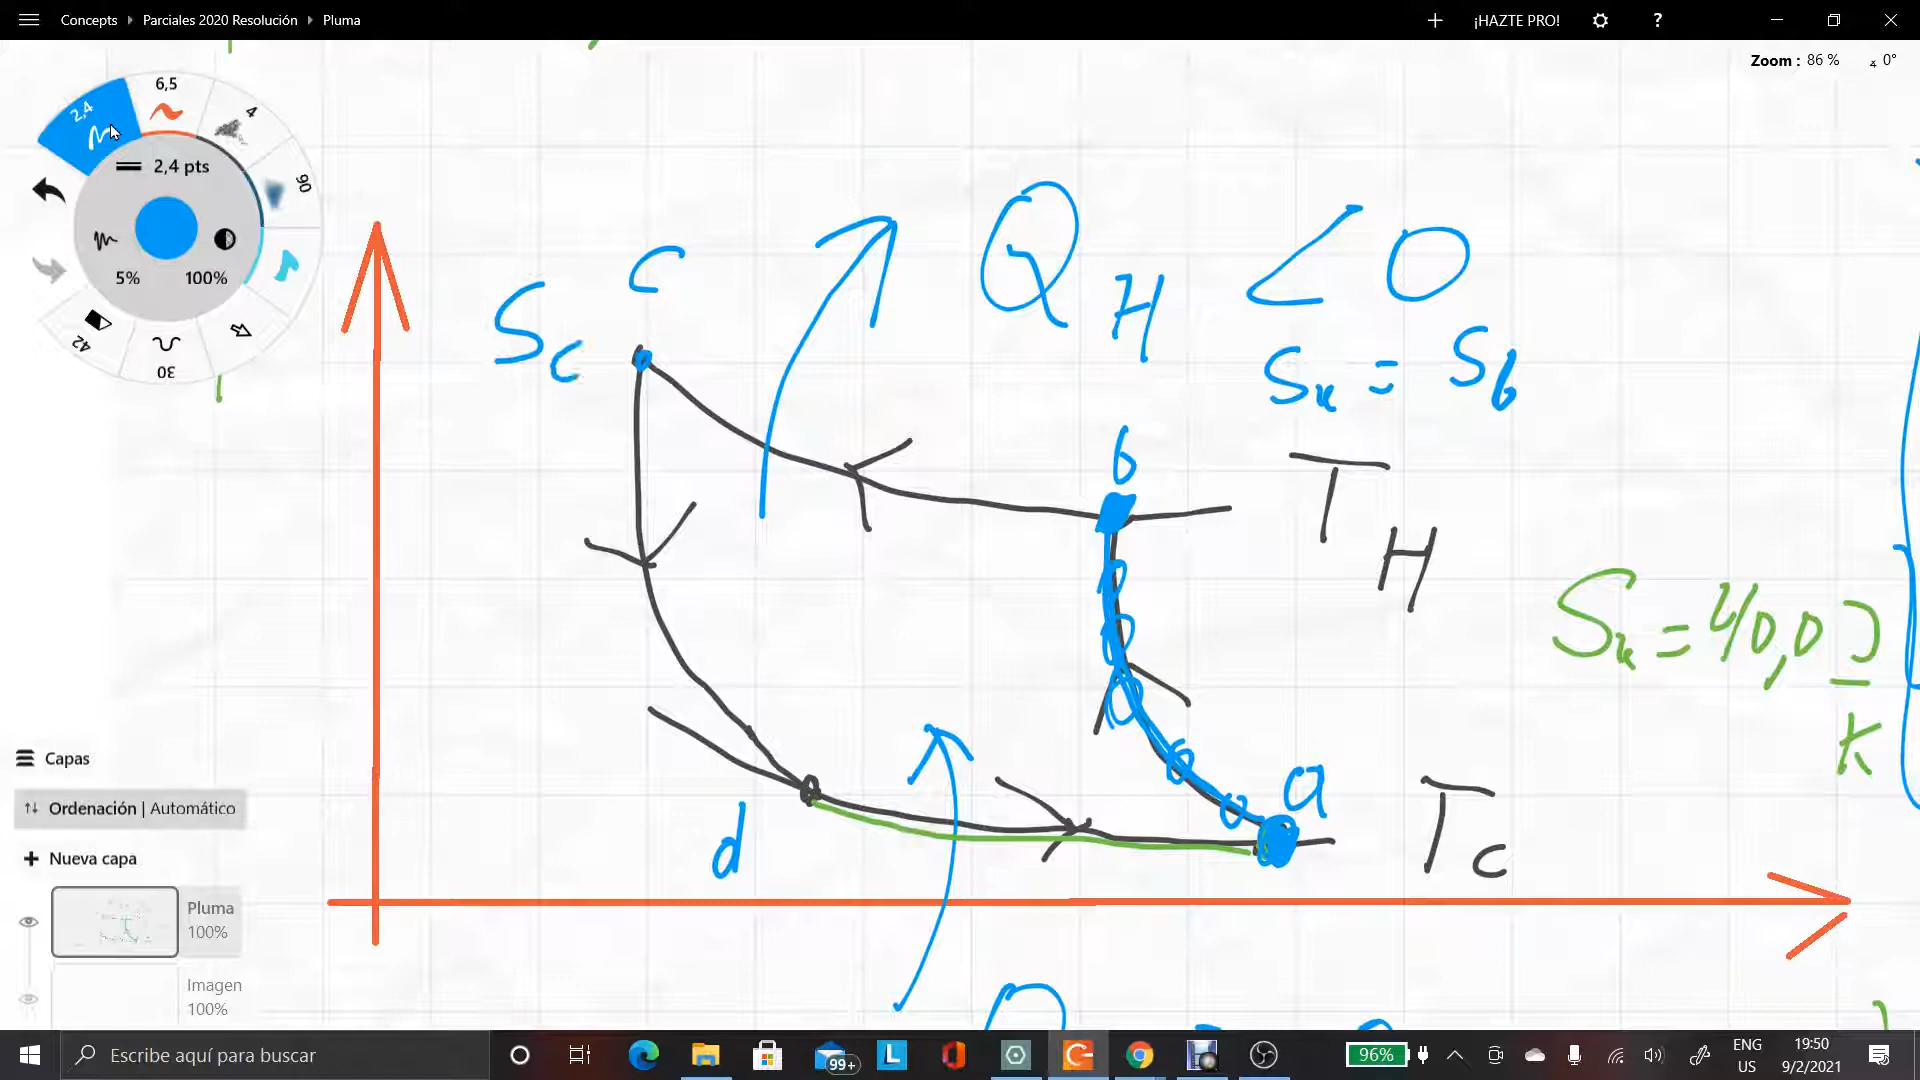 Concepts ▸ Parciales 2020 Resolución ▸ Pluma
¡HAZTE PRO!
?
Zoom : 86 % 0°
6,5
2,4
4
90
2,4 pts
5% 100%
42
30
Q_H < 0
c
S_c
S_a = S_b
b
T_H
S_a = 40,0 J/K
a
d
T_c
Capas
Ordenación | Automático
Nueva capa
Pluma
100%
Imagen
100%
Escribe aquí para buscar
99+
L
96%
ENG
US
19:50
9/2/2021